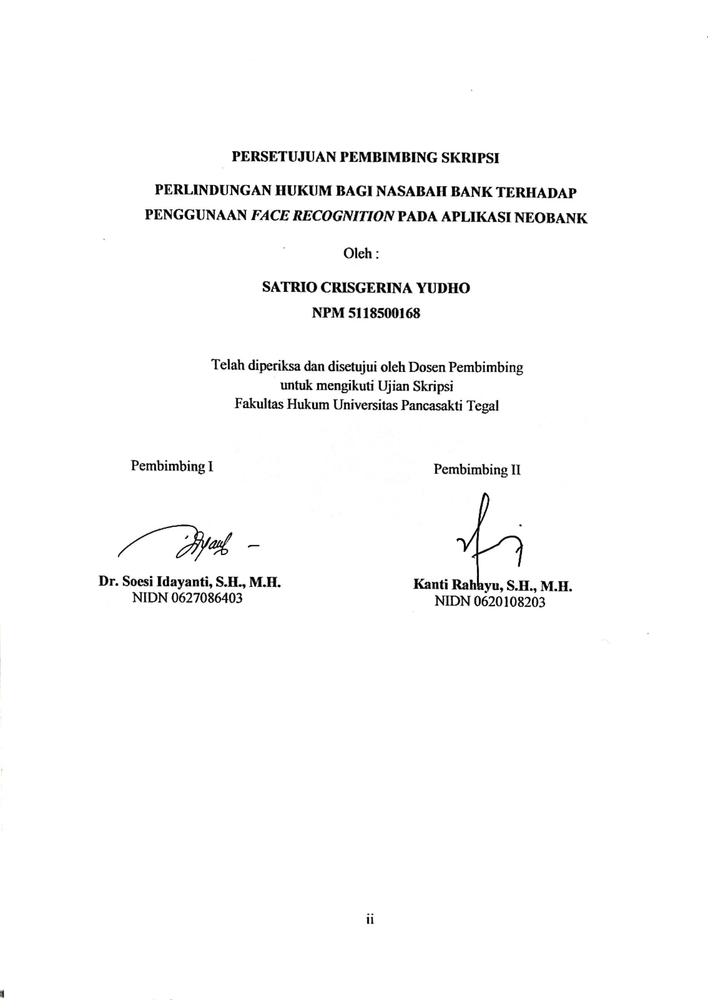 PERSETUJUAN PEMBIMBING SKRIPSI
PERLINDUNGAN HUKUM BAGI NASABAH BANK TERHADAP
PENGGUNAAN FACE RECOGNITION PADA APLIKASI NEOBANK
Oleh :
SATRIO CRISGERINA YUDHO
NPM 5118500168
Telah diperiksa dan disetujui oleh Dosen Pembimbing
untuk mengikuti Ujian Skripsi
Fakultas Hukum Universitas Pancasakti Tegal
Pembimbing I
Pembimbing II
Dr. Soesi Idayanti, S.H., M.H.
NIDN 0627086403
Kanti Rahayu, S.H., M.H.
NIDN 0620108203
ii